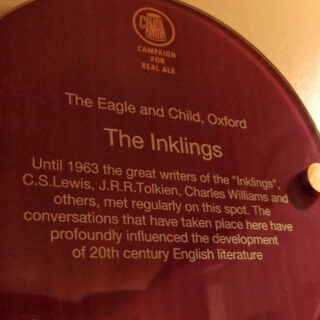 CAMRA
CAMPAIGN
FOR
REAL ALE
The Eagle and Child, Oxford
The Inklings
Until 1963 the great writers of the "Inklings",
C.S.Lewis, J.R.R.Tolkien, Charles Williams and
others, met regularly on this spot. The
conversations that have taken place here have
profoundly influenced the development
of 20th century English literature